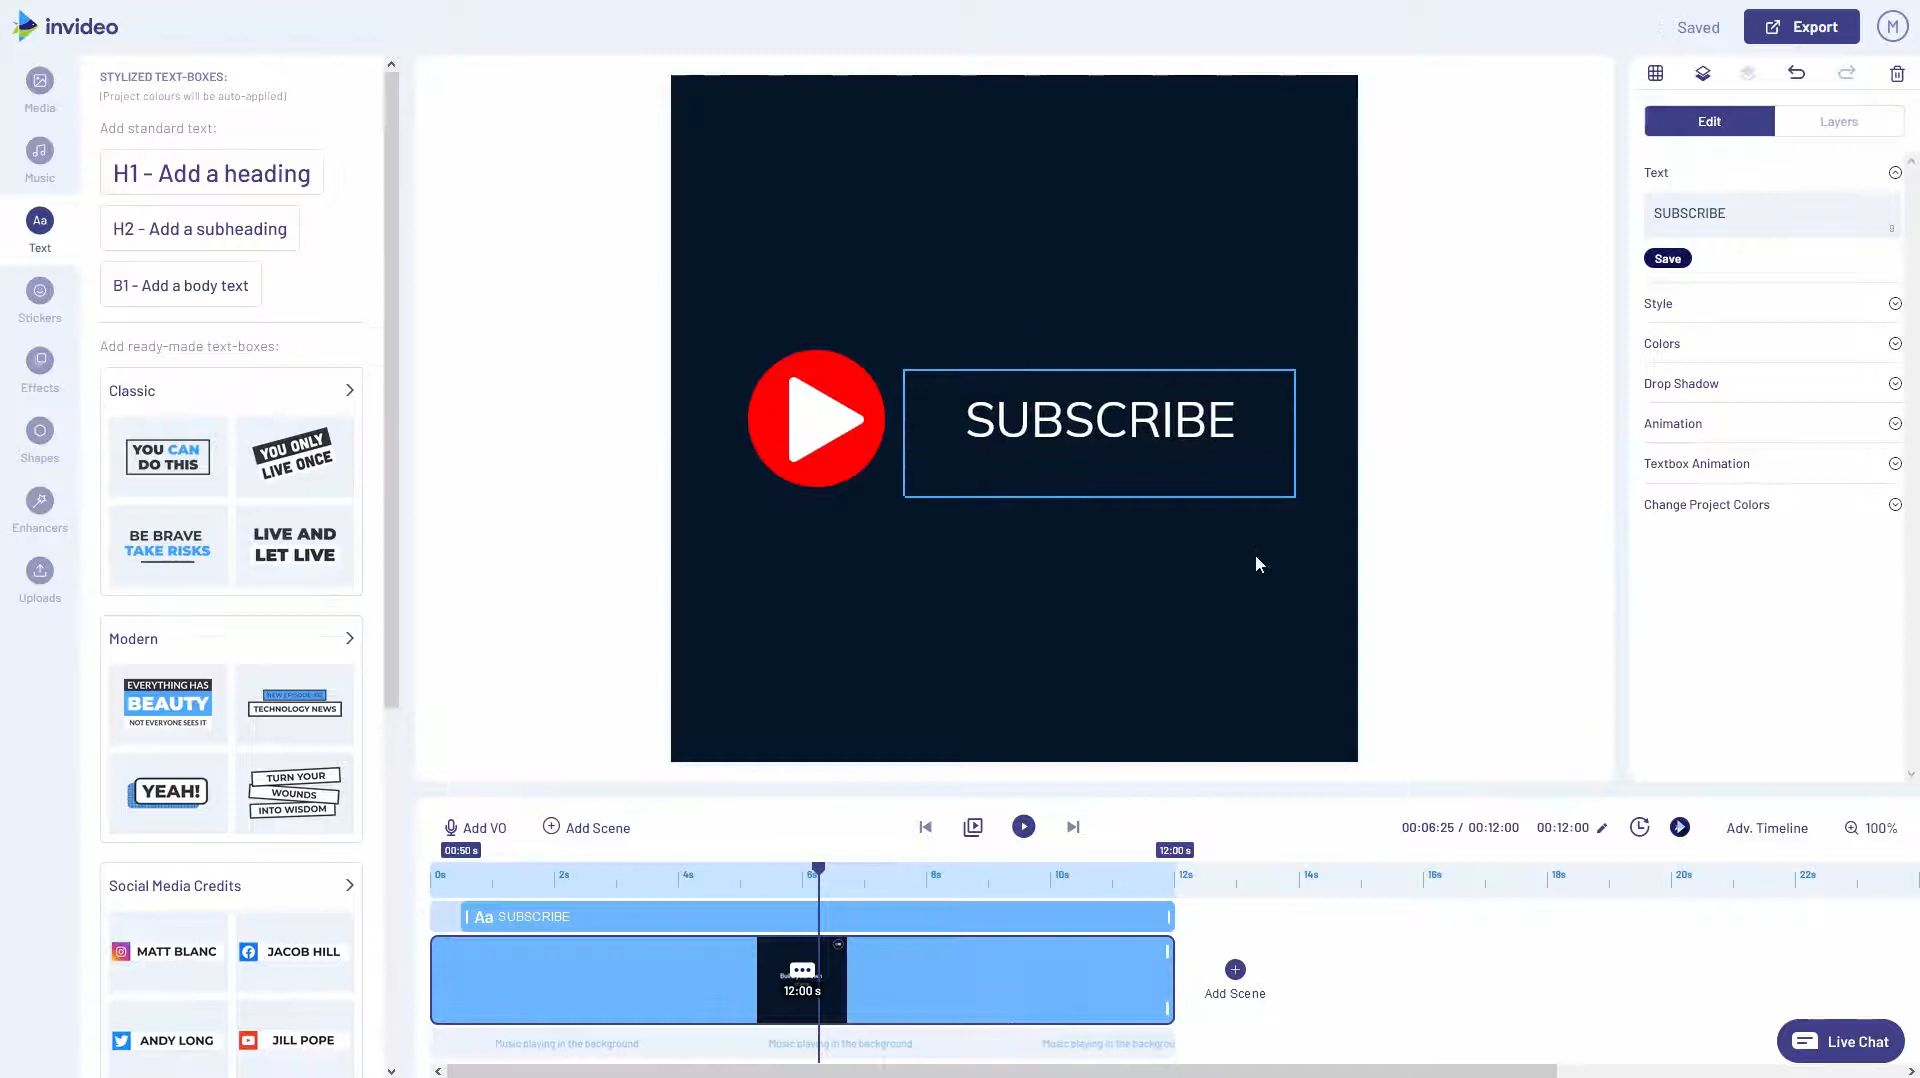 invideo
Saved
Export
M
Media
Music
Aa
Text
Stickers
Effects
Shapes
Enhancers
Uploads
STYLIZED TEXT-BOXES:
(Project colours will be auto-applied)
Add standard text:
H1 - Add a heading
H2 - Add a subheading
B1 - Add a body text
Add ready-made text-boxes:
Classic
YOU CAN
DO THIS
YOU ONLY
LIVE ONCE
BE BRAVE
TAKE RISKS
LIVE AND
LET LIVE
Modern
EVERYTHING HAS
BEAUTY
NOT EVERYONE SEES IT
TECHNOLOGY NEWS
YEAH!
TURN YOUR
WOUNDS
INTO WISDOM
Social Media Credits
MATT BLANC
JACOB HILL
ANDY LONG
JILL POPE
SUBSCRIBE
Edit
Layers
Text
SUBSCRIBE
9
Save
Style
Colors
Drop Shadow
Animation
Textbox Animation
Change Project Colors
Add VO
Add Scene
00:06:25 / 00:12:00
00:12:00
Adv. Timeline
100%
00:50 s
12:00 s
0s
2s
4s
6s
8s
10s
12s
14s
16s
18s
20s
22s
Aa SUBSCRIBE
12:00 s
Add Scene
Music playing in the background
Music playing in the background
Music playing in the backgrou
Live Chat